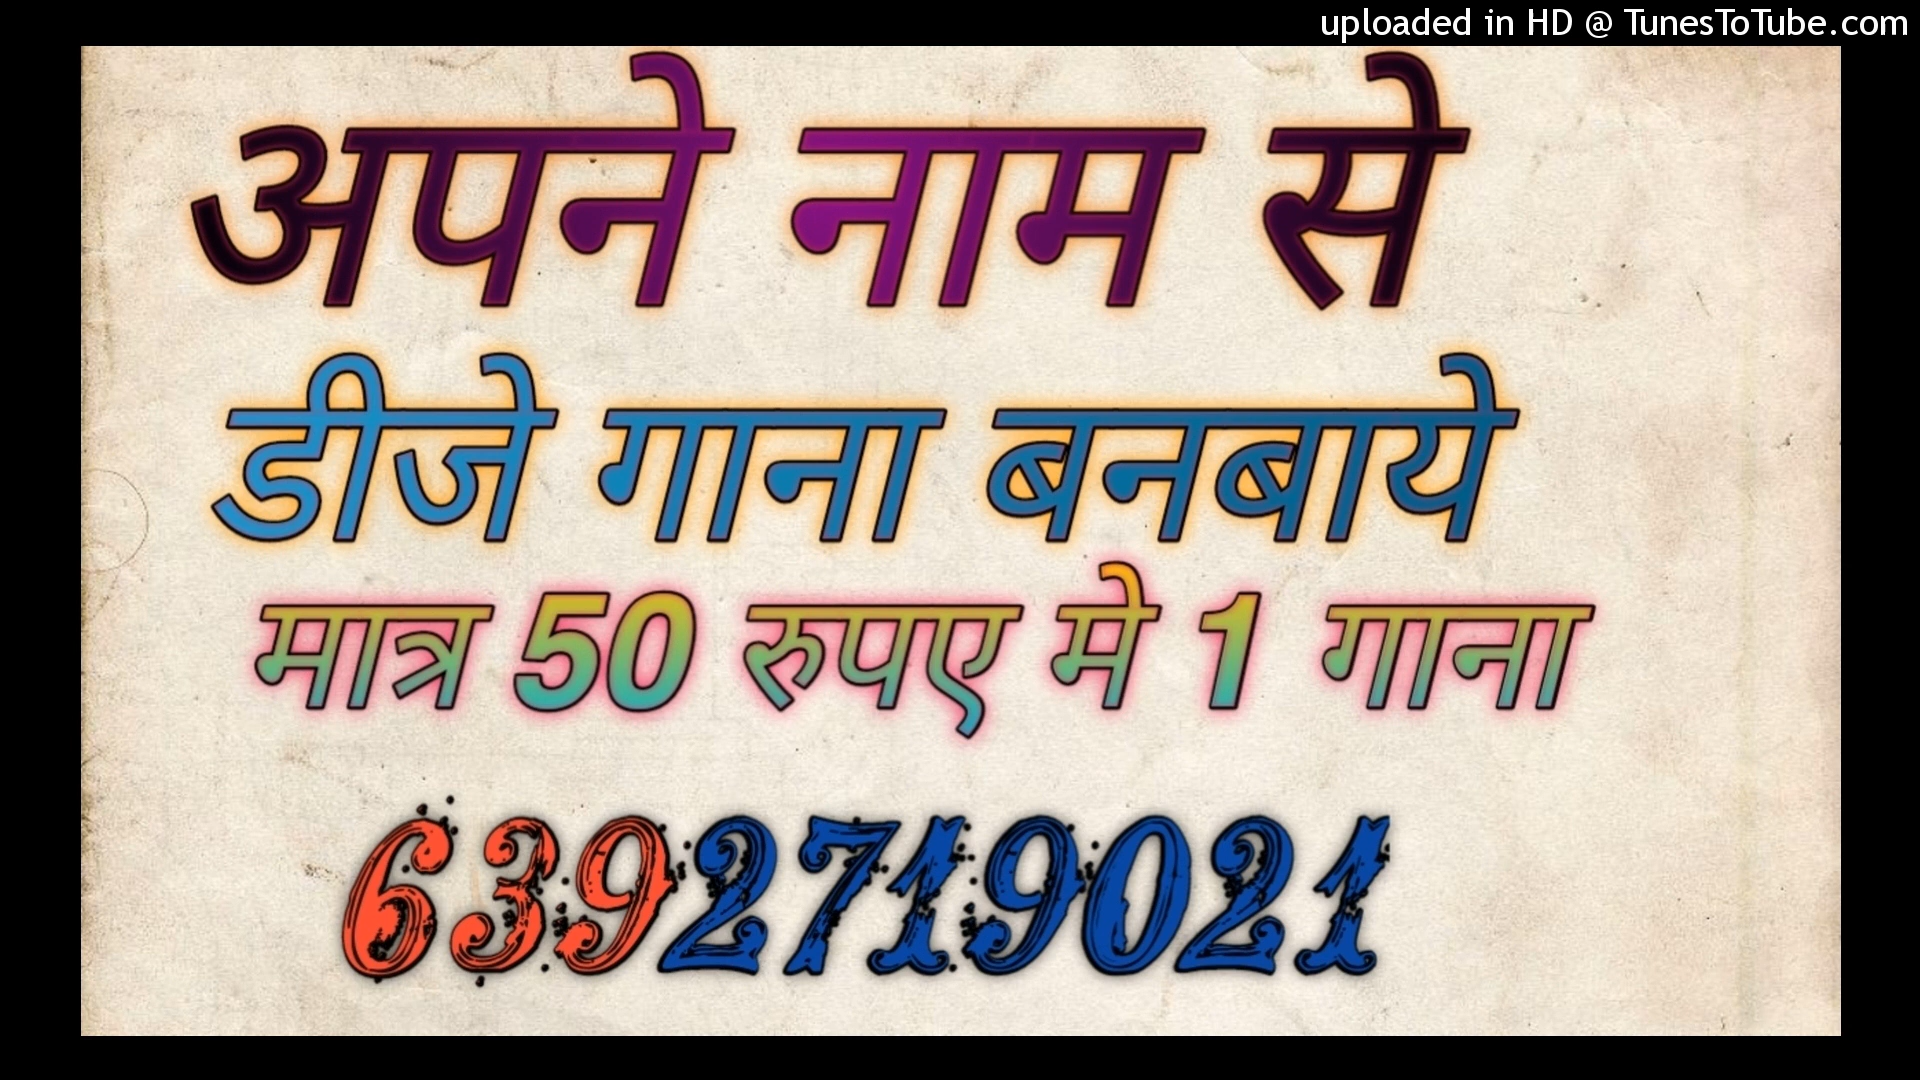 uploaded in HD @ TunesToTube.com
अपने नाम से
डीजे गाना बनबाये
मात्र 50 रुपए मे 1 गाना
6392719021